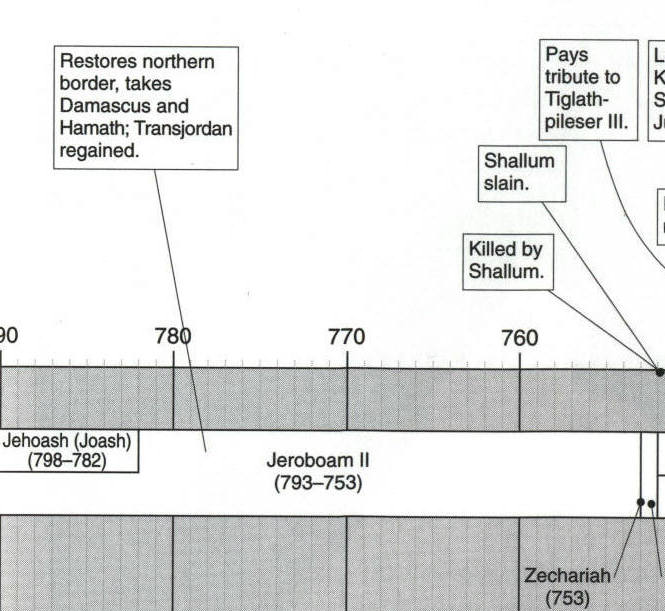 Restores northern
border, takes
Damascus and
Hamath; Transjordan
regained.
Pays
tribute to
Tiglath-
pileser III.
Shallum
slain.
Killed by
Shallum.
90
780
770
760
Jehoash (Joash)
(798–782)
Jeroboam II
(793–753)
Zechariah
(753)